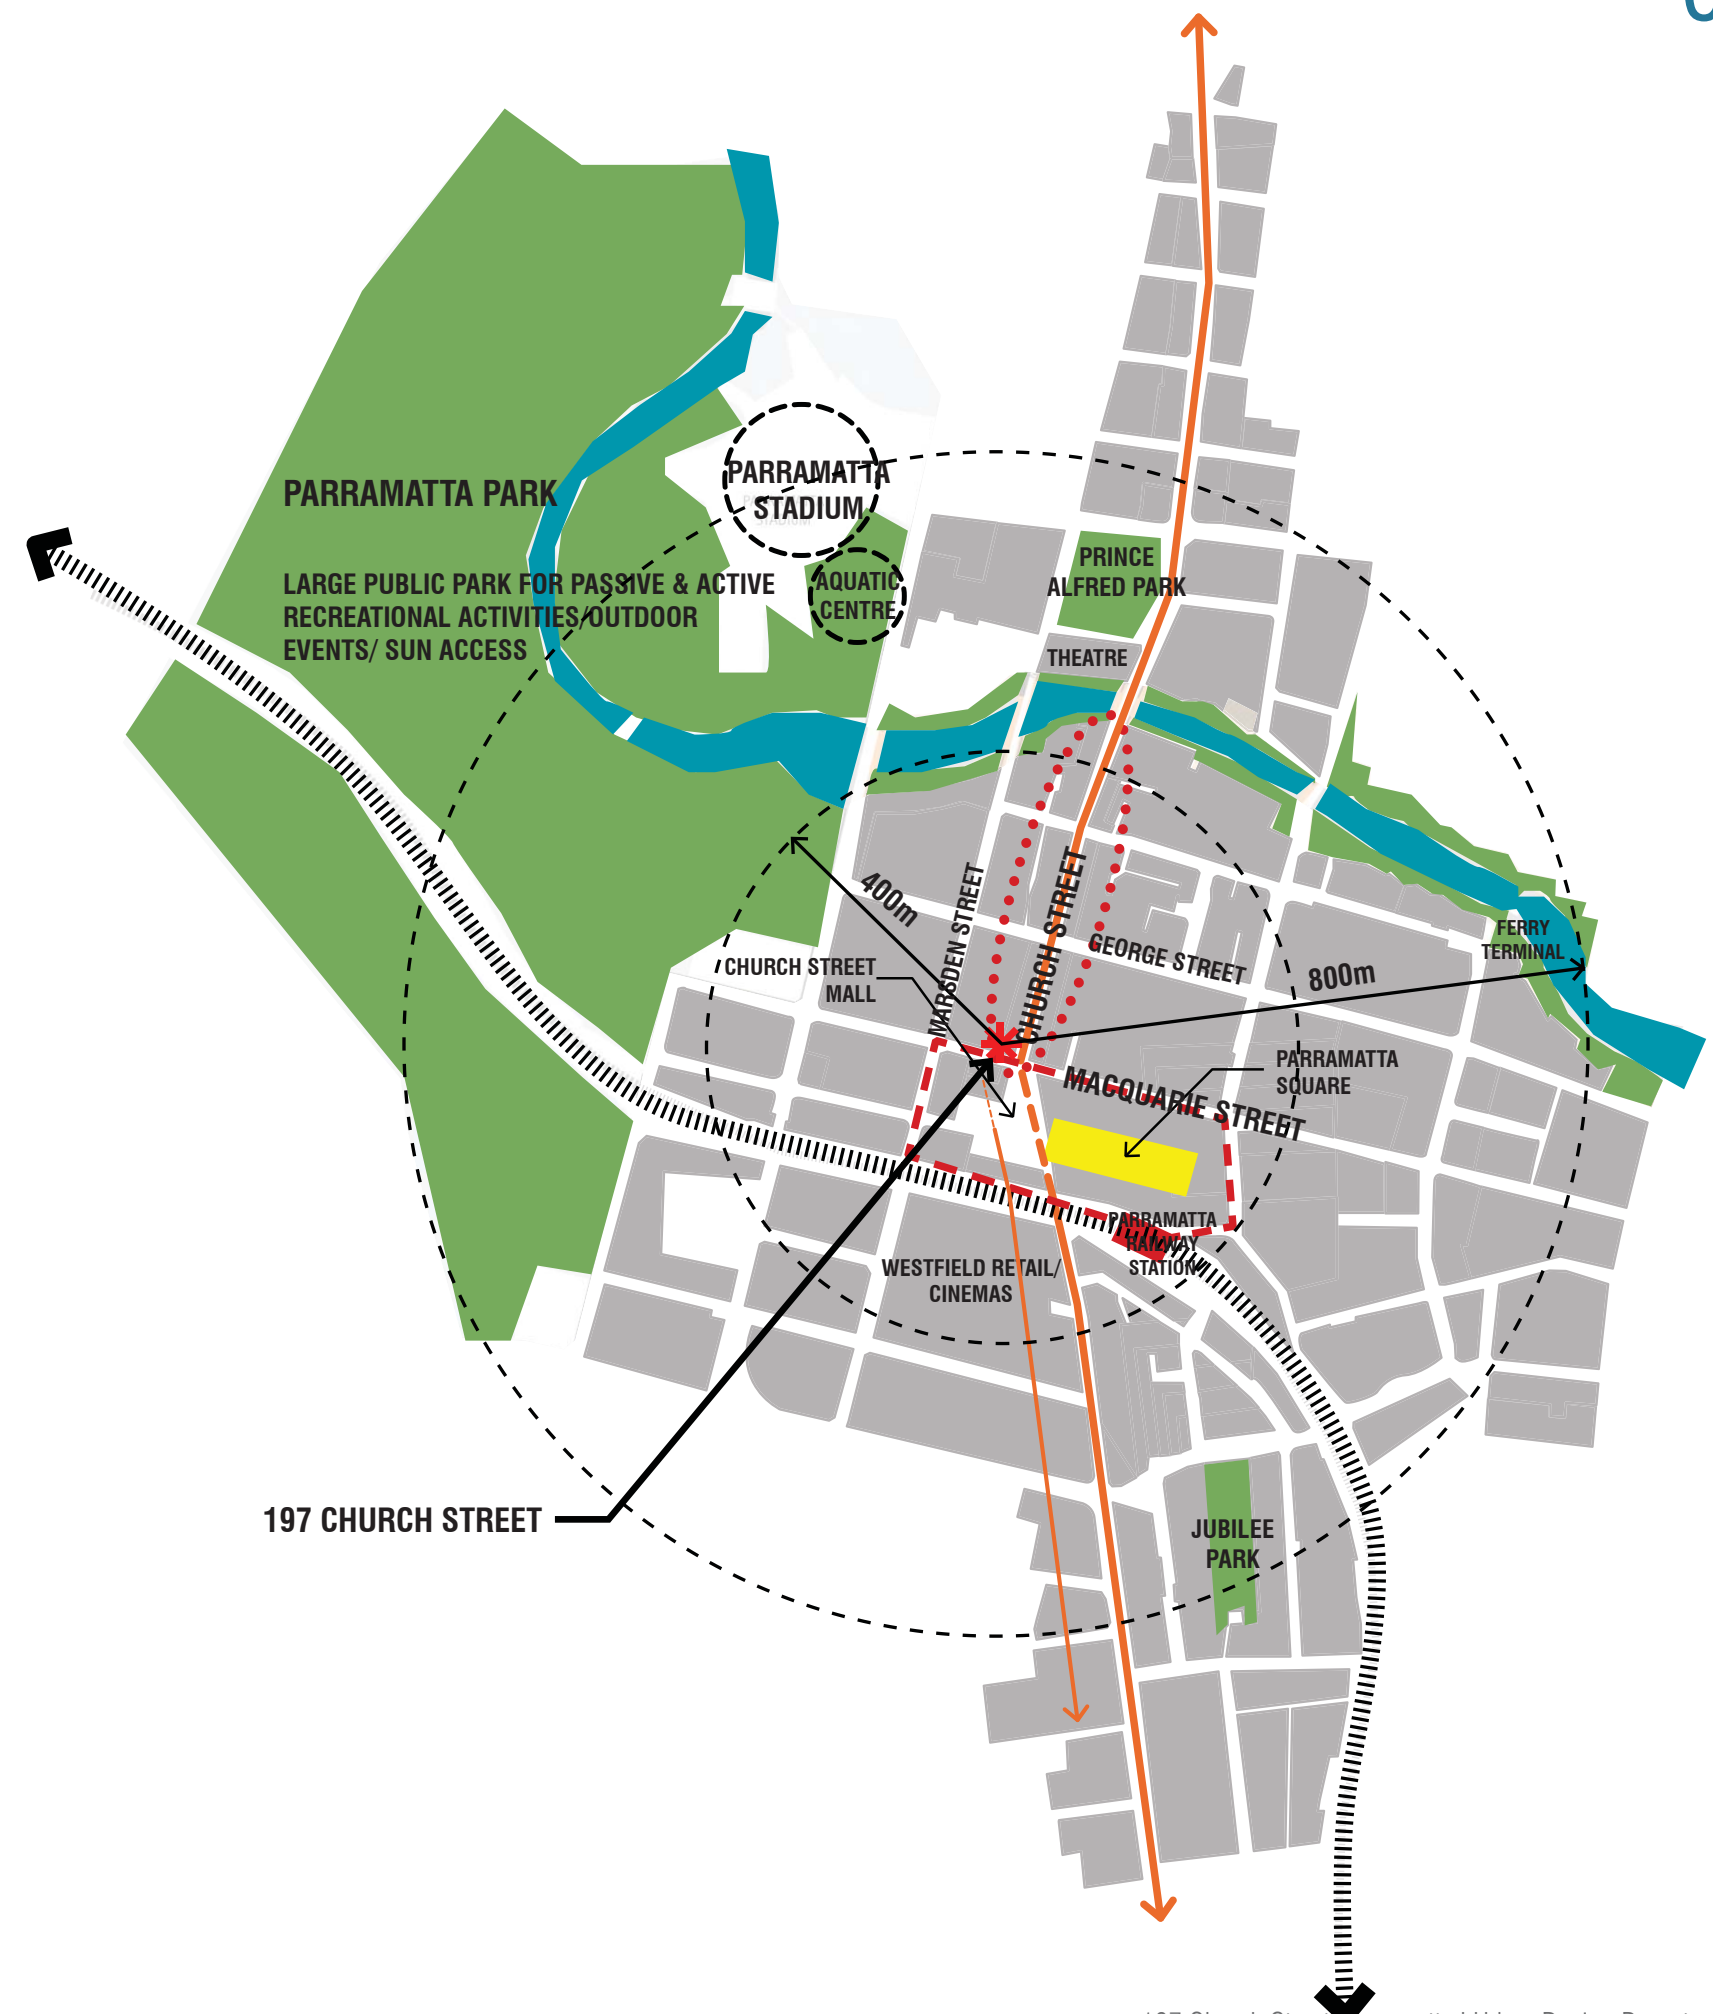 PARRAMATTA
STADIUM
PARRAMATTA PARK
LARGE PUBLIC PARK FOR PASSIVE & ACTIVE
RECREATIONAL ACTIVITIES/OUTDOOR
EVENTS/ SUN ACCESS
AQUATIC
CENTRE
PRINCE
ALFRED PARK
THEATRE
400m
MARSDEN STREET
CHURCH STREET
GEORGE STREET
FERRY
TERMINAL
800m
CHURCH STREET
MALL
PARRAMATTA
SQUARE
MACQUARIE STREET
PARRAMATTA
RAILWAY
STATION
WESTFIELD RETAIL/
CINEMAS
197 CHURCH STREET
JUBILEE
PARK